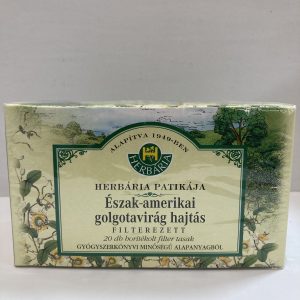 ALAPÍTVA 1949-BEN
HERBÁRIA
HERBÁRIA PATIKÁJA
Észak-amerikai
golgotavirág hajtás
FILTEREZETT
20 db borítékolt filter tasak
GYÓGYSZERKÖNYVI MINŐSÉGŰ ALAPANYAGBÓL